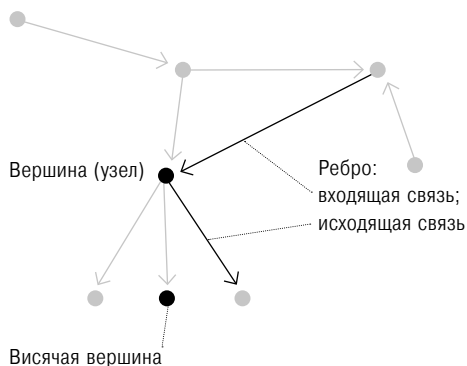 Вершина (узел)
Ребро:
входящая связь;
исходящая связь
Висячая вершина